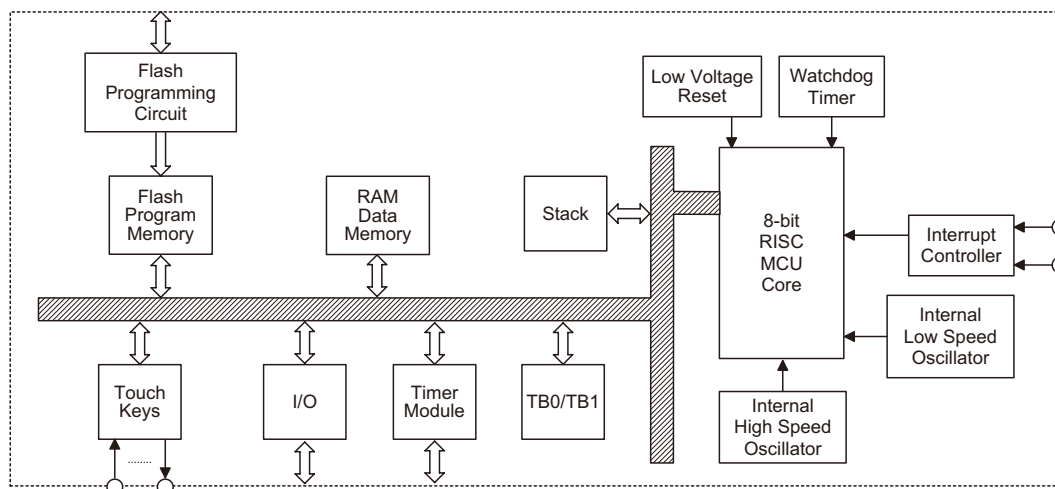 Flash
Programming
Circuit
Low Voltage
Reset
Watchdog
Timer
Flash
Program
Memory
RAM
Data
Memory
Stack
8-bit
RISC
MCU
Core
Interrupt
Controller
Internal
Low Speed
Oscillator
Touch
Keys
I/O
Timer
Module
TB0/TB1
Internal
High Speed
Oscillator